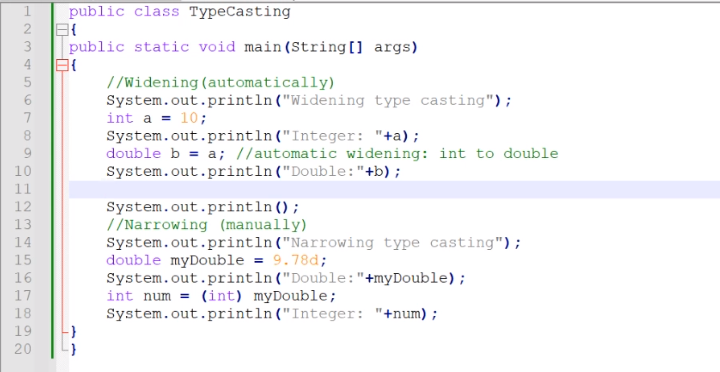 1 public class TypeCasting
2 {
3 public static void main(String[] args)
4 {
5 //Widening(automatically)
6 System.out.println("Widening type casting");
7 int a = 10;
8 System.out.println("Integer: "+a);
9 double b = a; //automatic widening: int to double
10 System.out.println("Double:"+b);
11
12 System.out.println();
13 //Narrowing (manually)
14 System.out.println("Narrowing type casting");
15 double myDouble = 9.78d;
16 System.out.println("Double:"+myDouble);
17 int num = (int) myDouble;
18 System.out.println("Integer: "+num);
19 }
20 }